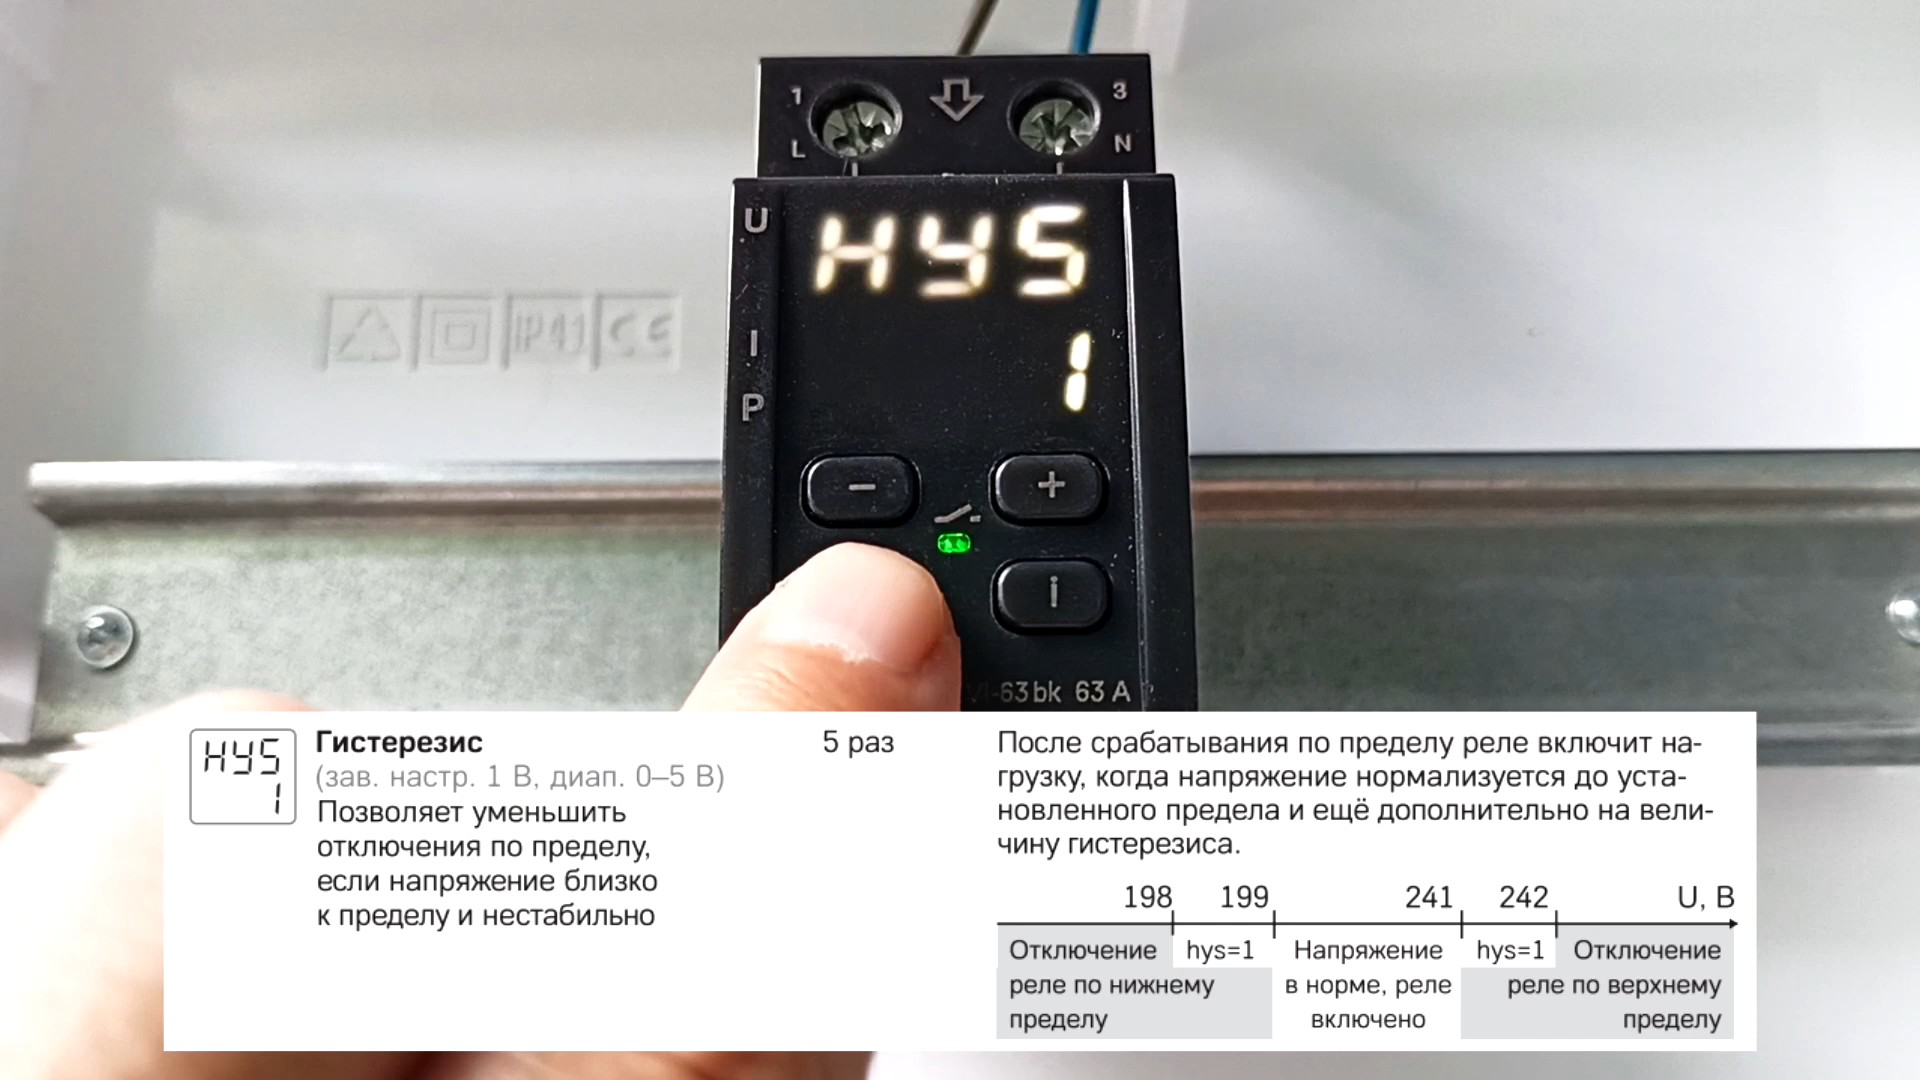 1
3
L
N
U
HYS
I
1
P
IP41
CE
−
+
i
-63bk 63 A
HYS
1
Гистерезис
(зав. настр. 1 В, диап. 0–5 В)
Позволяет уменьшить
отключения по пределу,
если напряжение близко
к пределу и нестабильно
5 раз
После срабатывания по пределу реле включит на-
грузку, когда напряжение нормализуется до уста-
новленного предела и ещё дополнительно на вели-
чину гистерезиса.
198 199 241 242 U, В
Отключение
реле по нижнему
пределу
hys=1
Напряжение
в норме, реле
включено
hys=1
Отключение
реле по верхнему
пределу